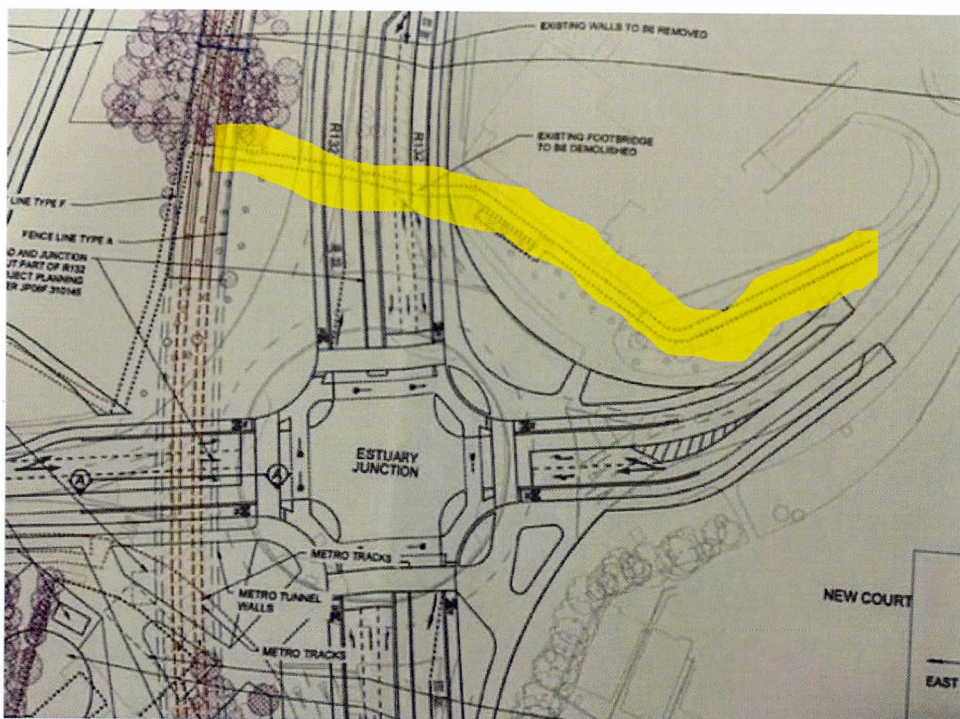 EXISTING WALLS TO BE REMOVED
R132
R132
EXISTING FOOTBRIDGE
TO BE DEMOLISHED
LINE TYPE F
FENCE LINE TYPE A
AND JUNCTION
PART OF R132
JECT PLANNING
ESTUARY
JUNCTION
A
A
METRO TRACKS
METRO TUNNEL
WALLS
METRO TRACKS
NEW COURT
EAST